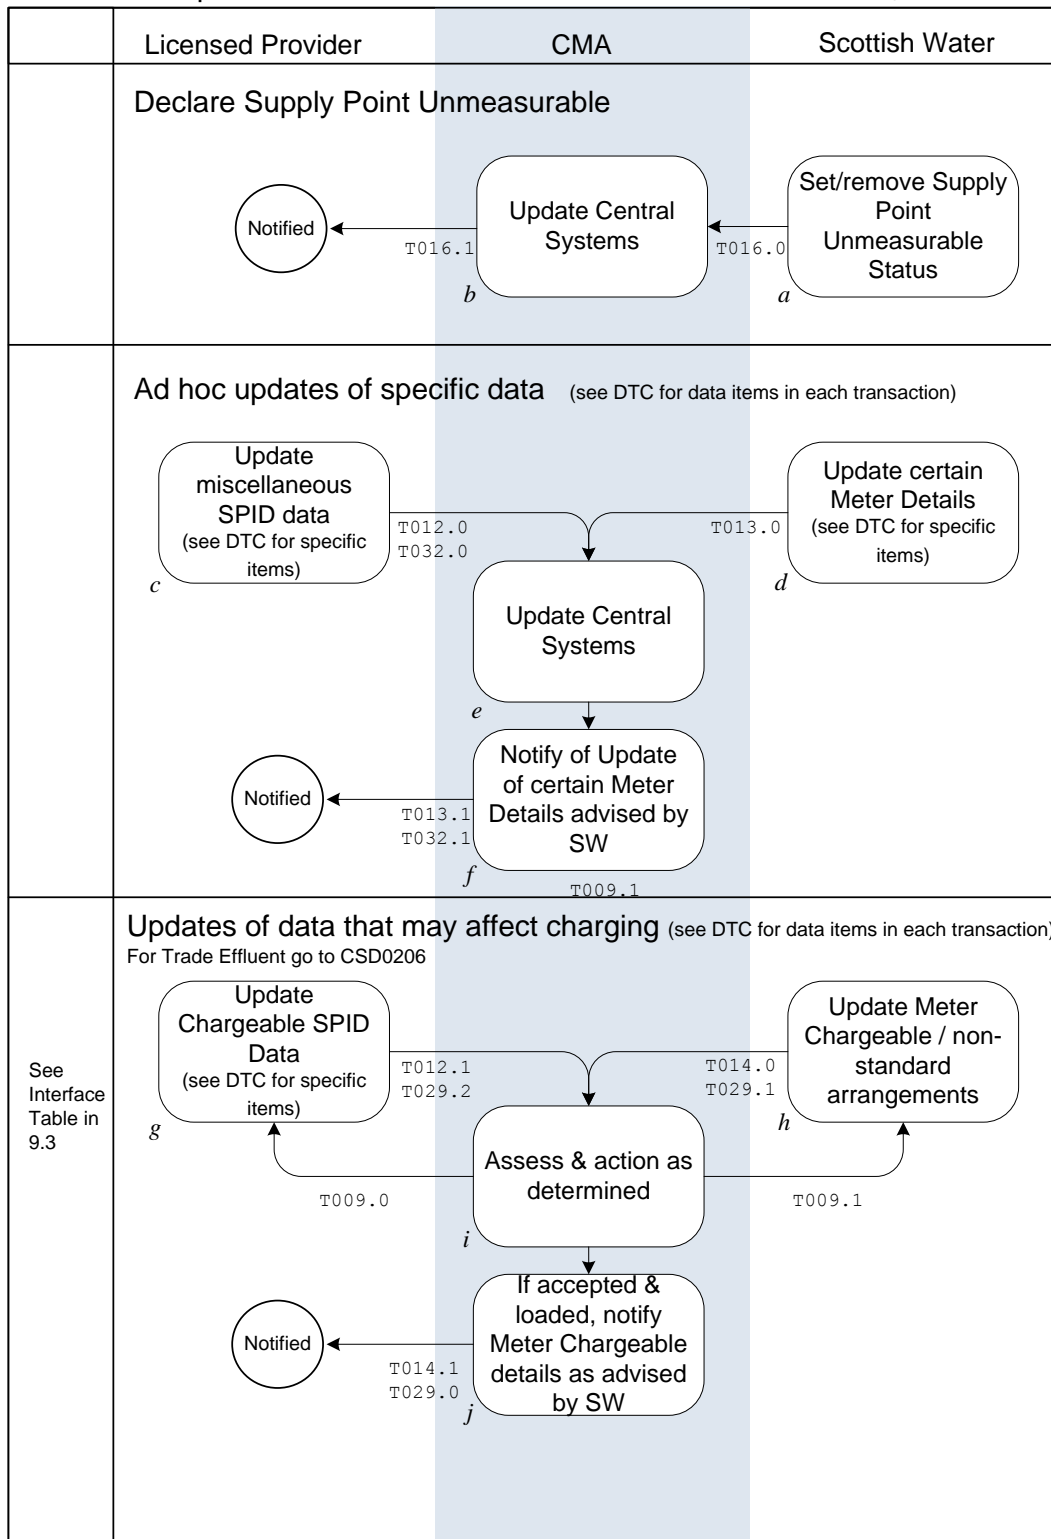 Licensed Provider
CMA
Scottish Water
Declare Supply Point Unmeasurable
Notified
T016.1
Update Central
Systems
b
T016.0
Set/remove Supply
Point
Unmeasurable
Status
a
Ad hoc updates of specific data (see DTC for data items in each transaction)
Update
miscellaneous
SPID data
(see DTC for specific
items)
c
T012.0
T032.0
T013.0
Update certain
Meter Details
(see DTC for specific
items)
d
Update Central
Systems
e
Notified
T013.1
T032.1
Notify of Update
of certain Meter
Details advised by
SW
f
T009.1
Updates of data that may affect charging (see DTC for data items in each transaction)
For Trade Effluent go to CSD0206
See
Interface
Table in
9.3
Update
Chargeable SPID
Data
(see DTC for specific
items)
g
T012.1
T029.2
T014.0
T029.1
Update Meter
Chargeable / non-
standard
arrangements
h
T009.0
Assess & action as
determined
i
T009.1
Notified
T014.1
T029.0
If accepted &
loaded, notify
Meter Chargeable
details as advised
by SW
j